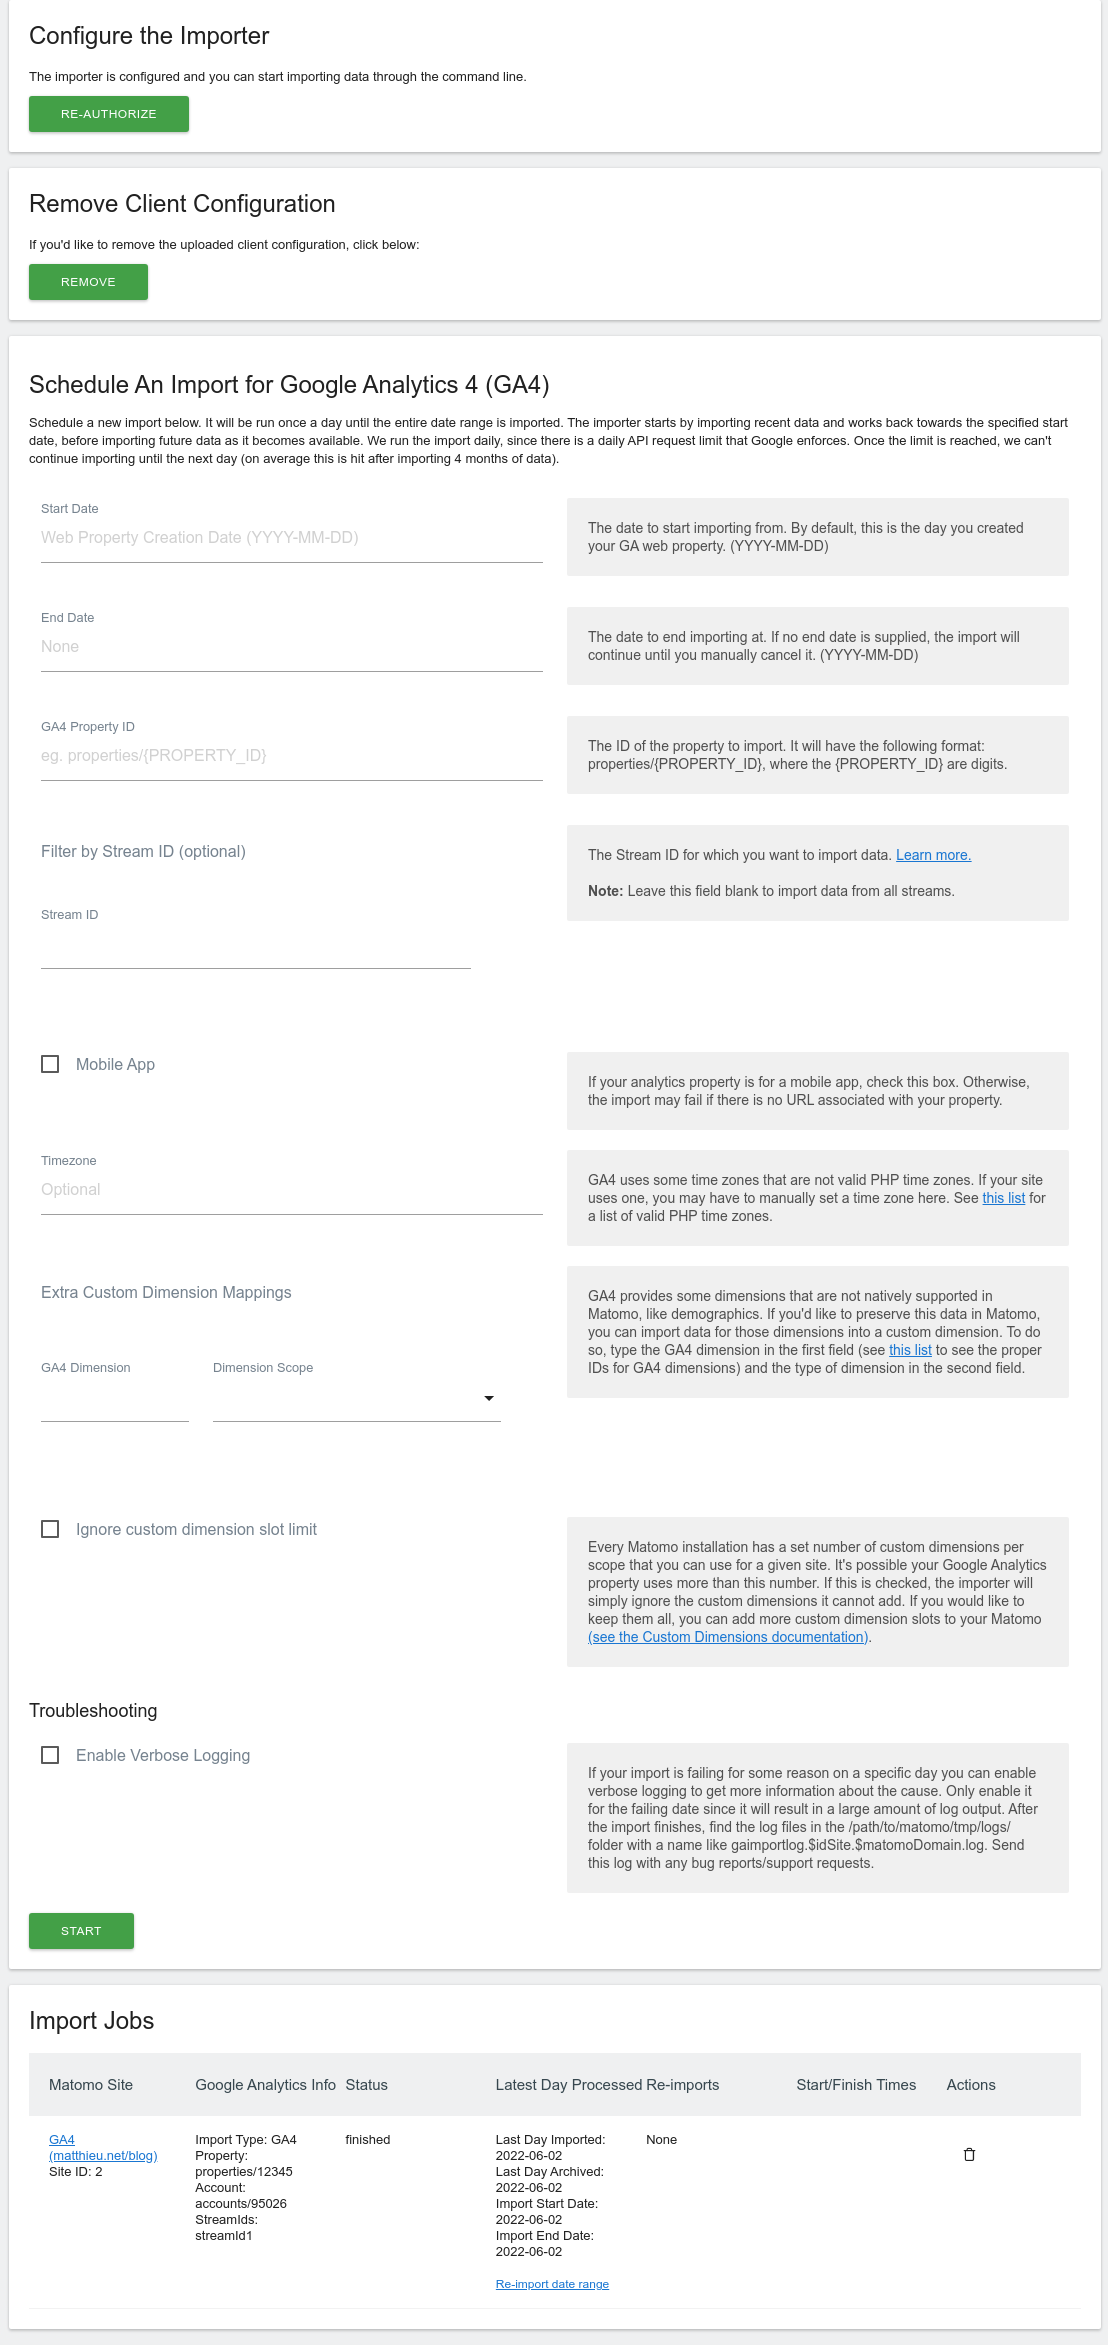 Configure the Importer
The importer is configured and you can start importing data through the command line.
RE-AUTHORIZE
Remove Client Configuration
If you'd like to remove the uploaded client configuration, click below:
REMOVE
Schedule An Import for Google Analytics 4 (GA4)
Schedule a new import below. It will be run once a day until the entire date range is imported. The importer starts by importing recent data and works back towards the specified start
date, before importing future data as it becomes available. We run the import daily, since there is a daily API request limit that Google enforces. Once the limit is reached, we can't
continue importing until the next day (on average this is hit after importing 4 months of data).
Start Date
Web Property Creation Date (YYYY-MM-DD)
The date to start importing from. By default, this is the day you created
your GA web property. (YYYY-MM-DD)
End Date
None
The date to end importing at. If no end date is supplied, the import will
continue until you manually cancel it. (YYYY-MM-DD)
GA4 Property ID
eg. properties/{PROPERTY_ID}
The ID of the property to import. It will have the following format:
properties/{PROPERTY_ID}, where the {PROPERTY_ID} are digits.
Filter by Stream ID (optional)
Stream ID
The Stream ID for which you want to import data. Learn more.
Note: Leave this field blank to import data from all streams.
Mobile App
If your analytics property is for a mobile app, check this box. Otherwise,
the import may fail if there is no URL associated with your property.
Timezone
Optional
GA4 uses some time zones that are not valid PHP time zones. If your site
uses one, you may have to manually set a time zone here. See this list for
a list of valid PHP time zones.
Extra Custom Dimension Mappings
GA4 Dimension
Dimension Scope
GA4 provides some dimensions that are not natively supported in
Matomo, like demographics. If you'd like to preserve this data in Matomo,
you can import data for those dimensions into a custom dimension. To do
so, type the GA4 dimension in the first field (see this list to see the proper
IDs for GA4 dimensions) and the type of dimension in the second field.
Ignore custom dimension slot limit
Every Matomo installation has a set number of custom dimensions per
scope that you can use for a given site. It's possible your Google Analytics
property uses more than this number. If this is checked, the importer will
simply ignore the custom dimensions it cannot add. If you would like to
keep them all, you can add more custom dimension slots to your Matomo
(see the Custom Dimensions documentation).
Troubleshooting
Enable Verbose Logging
If your import is failing for some reason on a specific day you can enable
verbose logging to get more information about the cause. Only enable it
for the failing date since it will result in a large amount of log output. After
the import finishes, find the log files in the /path/to/matomo/tmp/logs/
folder with a name like gaimportlog.$idSite.$matomoDomain.log. Send
this log with any bug reports/support requests.
START
Import Jobs
Matomo Site
Google Analytics Info
Status
Latest Day Processed
Re-imports
Start/Finish Times
Actions
GA4
(matthieu.net/blog)
Site ID: 2
Import Type: GA4
Property:
properties/12345
Account:
accounts/95026
StreamIds:
streamId1
finished
Last Day Imported:
2022-06-02
Last Day Archived:
2022-06-02
Import Start Date:
2022-06-02
Import End Date:
2022-06-02
Re-import date range
None